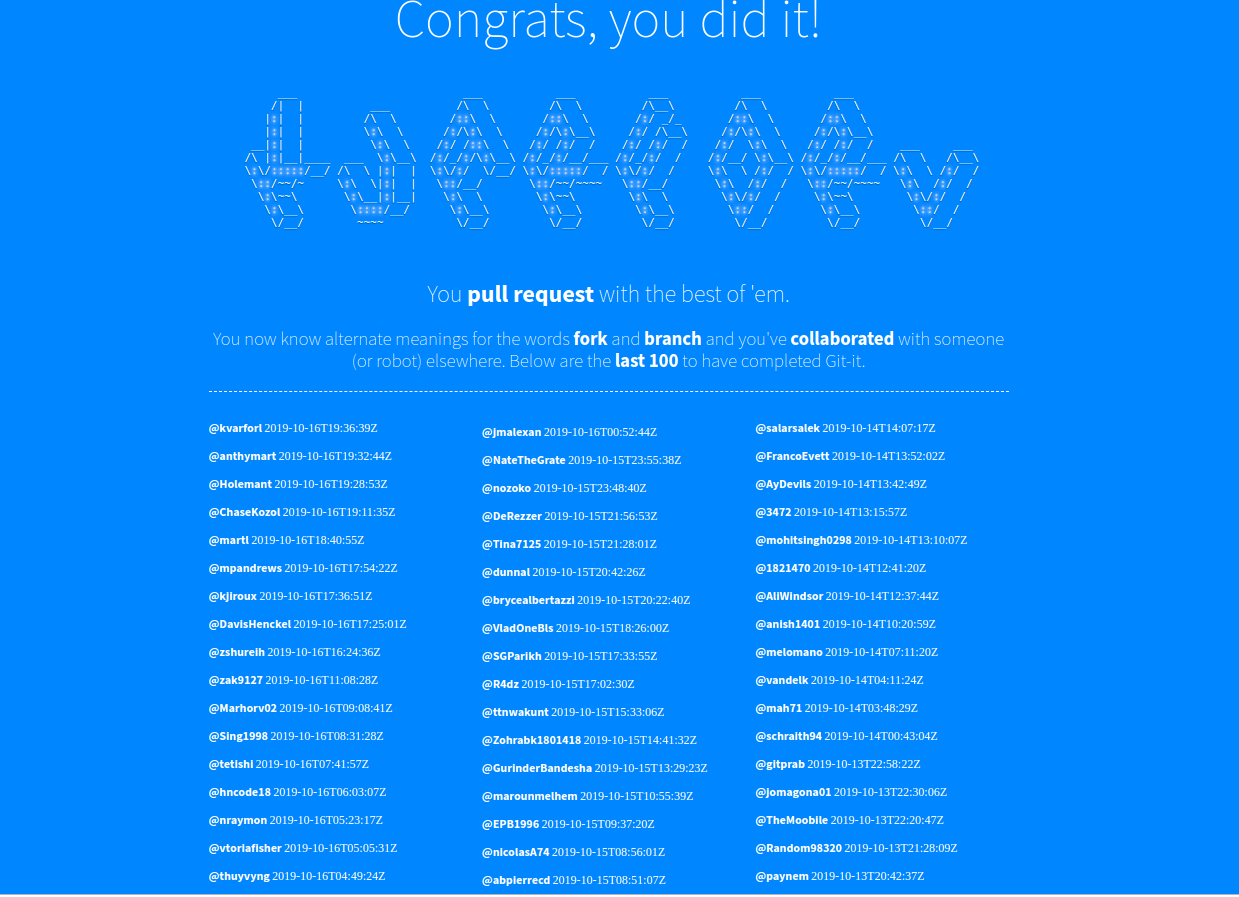 Congrats, you did it!
You pull request with the best of 'em.
You now know alternate meanings for the words fork and branch and you've collaborated with someone
(or robot) elsewhere. Below are the last 100 to have completed Git-it.
@kvarforl 2019-10-16T19:36:39Z
@anthymart 2019-10-16T19:32:44Z
@Holemant 2019-10-16T19:28:53Z
@ChaseKozol 2019-10-16T19:11:35Z
@martl 2019-10-16T18:40:55Z
@mpandrews 2019-10-16T17:54:22Z
@kjiroux 2019-10-16T17:36:51Z
@DavisHenckel 2019-10-16T17:25:01Z
@zshureih 2019-10-16T16:24:36Z
@zak9127 2019-10-16T11:08:28Z
@Marhorv02 2019-10-16T09:08:41Z
@Sing1998 2019-10-16T08:31:28Z
@tetishi 2019-10-16T07:41:57Z
@hncode18 2019-10-16T06:03:07Z
@nraymon 2019-10-16T05:23:17Z
@vtoriafisher 2019-10-16T05:05:31Z
@thuyvyng 2019-10-16T04:49:24Z
@jmalexan 2019-10-16T00:52:44Z
@NateTheGrate 2019-10-15T23:55:38Z
@nozoko 2019-10-15T23:48:40Z
@DeRezzer 2019-10-15T21:56:53Z
@Tina7125 2019-10-15T21:28:01Z
@dunnal 2019-10-15T20:42:26Z
@brycealbertazzi 2019-10-15T20:22:40Z
@VladOneBls 2019-10-15T18:26:00Z
@SGParikh 2019-10-15T17:33:55Z
@R4dz 2019-10-15T17:02:30Z
@ttnwakunt 2019-10-15T15:33:06Z
@Zohrabk1801418 2019-10-15T14:41:32Z
@GurinderBandesha 2019-10-15T13:29:23Z
@marounmelhem 2019-10-15T10:55:39Z
@EPB1996 2019-10-15T09:37:20Z
@nicolasA74 2019-10-15T08:56:01Z
@abpierrecd 2019-10-15T08:51:07Z
@salarsalek 2019-10-14T14:07:17Z
@FrancoEvett 2019-10-14T13:52:02Z
@AyDevils 2019-10-14T13:42:49Z
@3472 2019-10-14T13:15:57Z
@mohitsingh0298 2019-10-14T13:10:07Z
@1821470 2019-10-14T12:41:20Z
@AliWindsor 2019-10-14T12:37:44Z
@anish1401 2019-10-14T10:20:59Z
@melomano 2019-10-14T07:11:20Z
@vandelk 2019-10-14T04:11:24Z
@mah71 2019-10-14T03:48:29Z
@schraith94 2019-10-14T00:43:04Z
@gitprab 2019-10-13T22:58:22Z
@jomagona01 2019-10-13T22:30:06Z
@TheMoobile 2019-10-13T22:20:47Z
@Random98320 2019-10-13T21:28:09Z
@paynem 2019-10-13T20:42:37Z